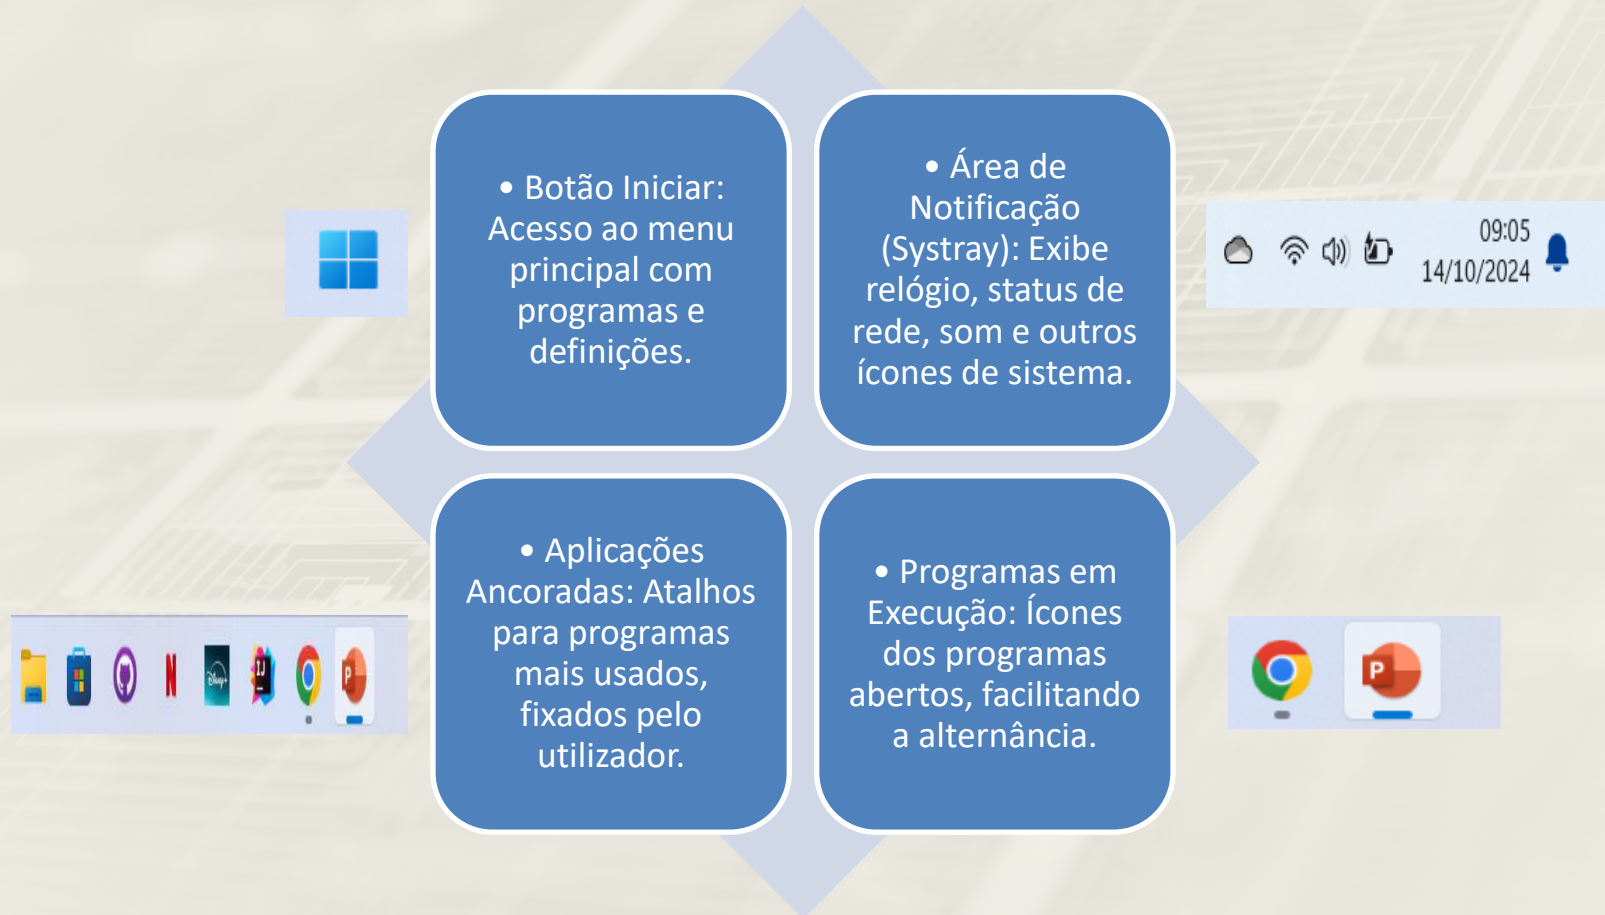 • Botão Iniciar:
Acesso ao menu
principal com
programas e
definições.
• Área de
Notificação
(Systray): Exibe
relógio, status de
rede, som e outros
ícones de sistema.
09:05
14/10/2024
• Aplicações
Ancoradas: Atalhos
para programas
mais usados,
fixados pelo
utilizador.
• Programas em
Execução: Ícones
dos programas
abertos, facilitando
a alternância.
N
Disney+
IJ
P
P